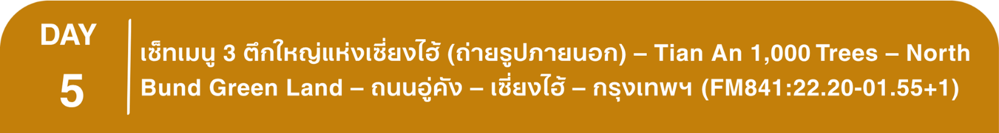 DAY
5
เซ็ทเมนู 3 ตึกใหญ่แห่งเซี่ยงไฮ้ (ถ่ายรูปภายนอก) – Tian An 1,000 Trees – North
Bund Green Land – ถนนอู่คัง – เซี่ยงไฮ้ – กรุงเทพฯ (FM841:22.20-01.55+1)